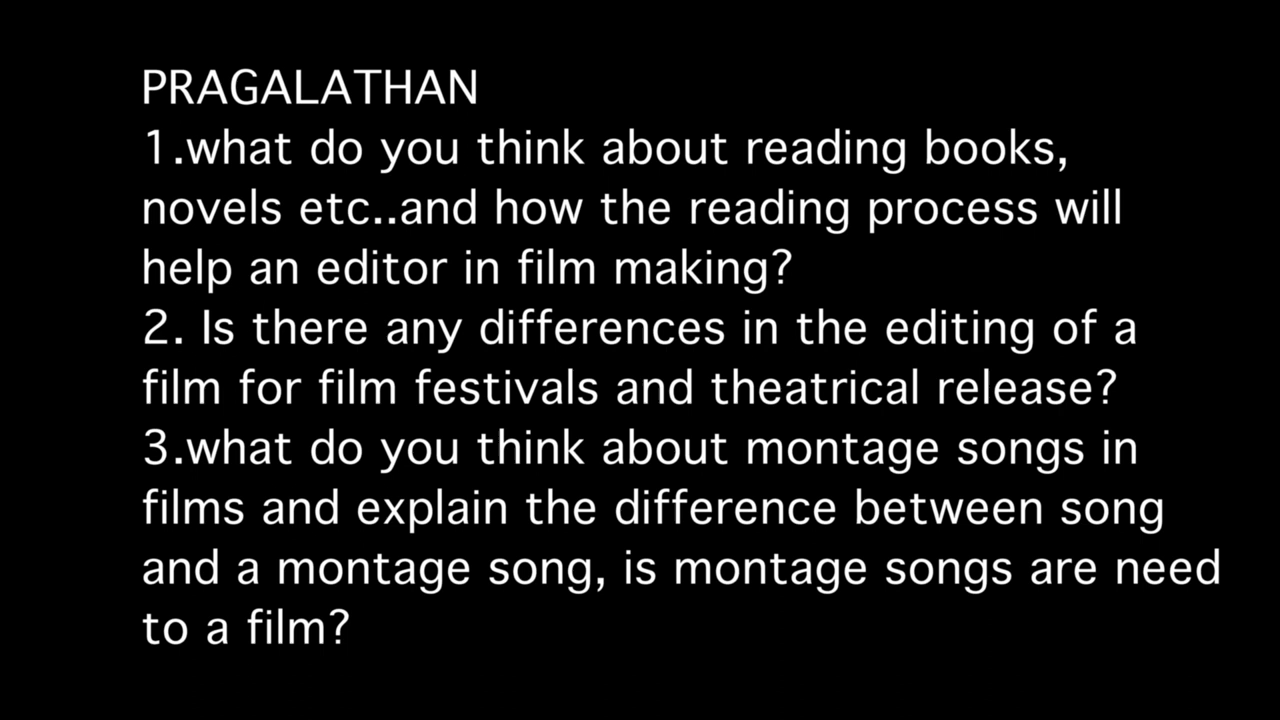 PRAGALATHAN
1.what do you think about reading books,
novels etc..and how the reading process will
help an editor in film making?
2. Is there any differences in the editing of a
film for film festivals and theatrical release?
3.what do you think about montage songs in
films and explain the difference between song
and a montage song, is montage songs are need
to a film?